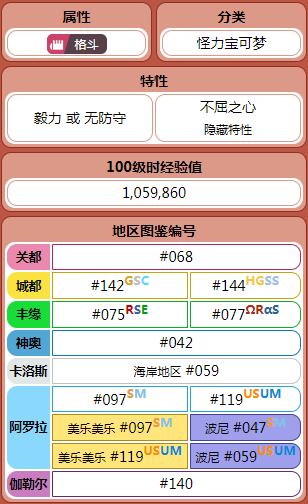 属性 分类
格斗 怪力宝可梦
特性
毅力 或 无防守 不屈之心
隐藏特性
100级时经验值
1,059,860
地区图鉴编号
关都 #068
城都 #142GSC #144HGSS
丰缘 #075RSE #077ΩRαS
神奥 #042
卡洛斯 海岸地区 #059
阿罗拉 #097SM #119USUM
美乐美乐 #097SM 波尼 #047SM
美乐美乐 #119USUM 波尼 #059USUM
伽勒尔 #140